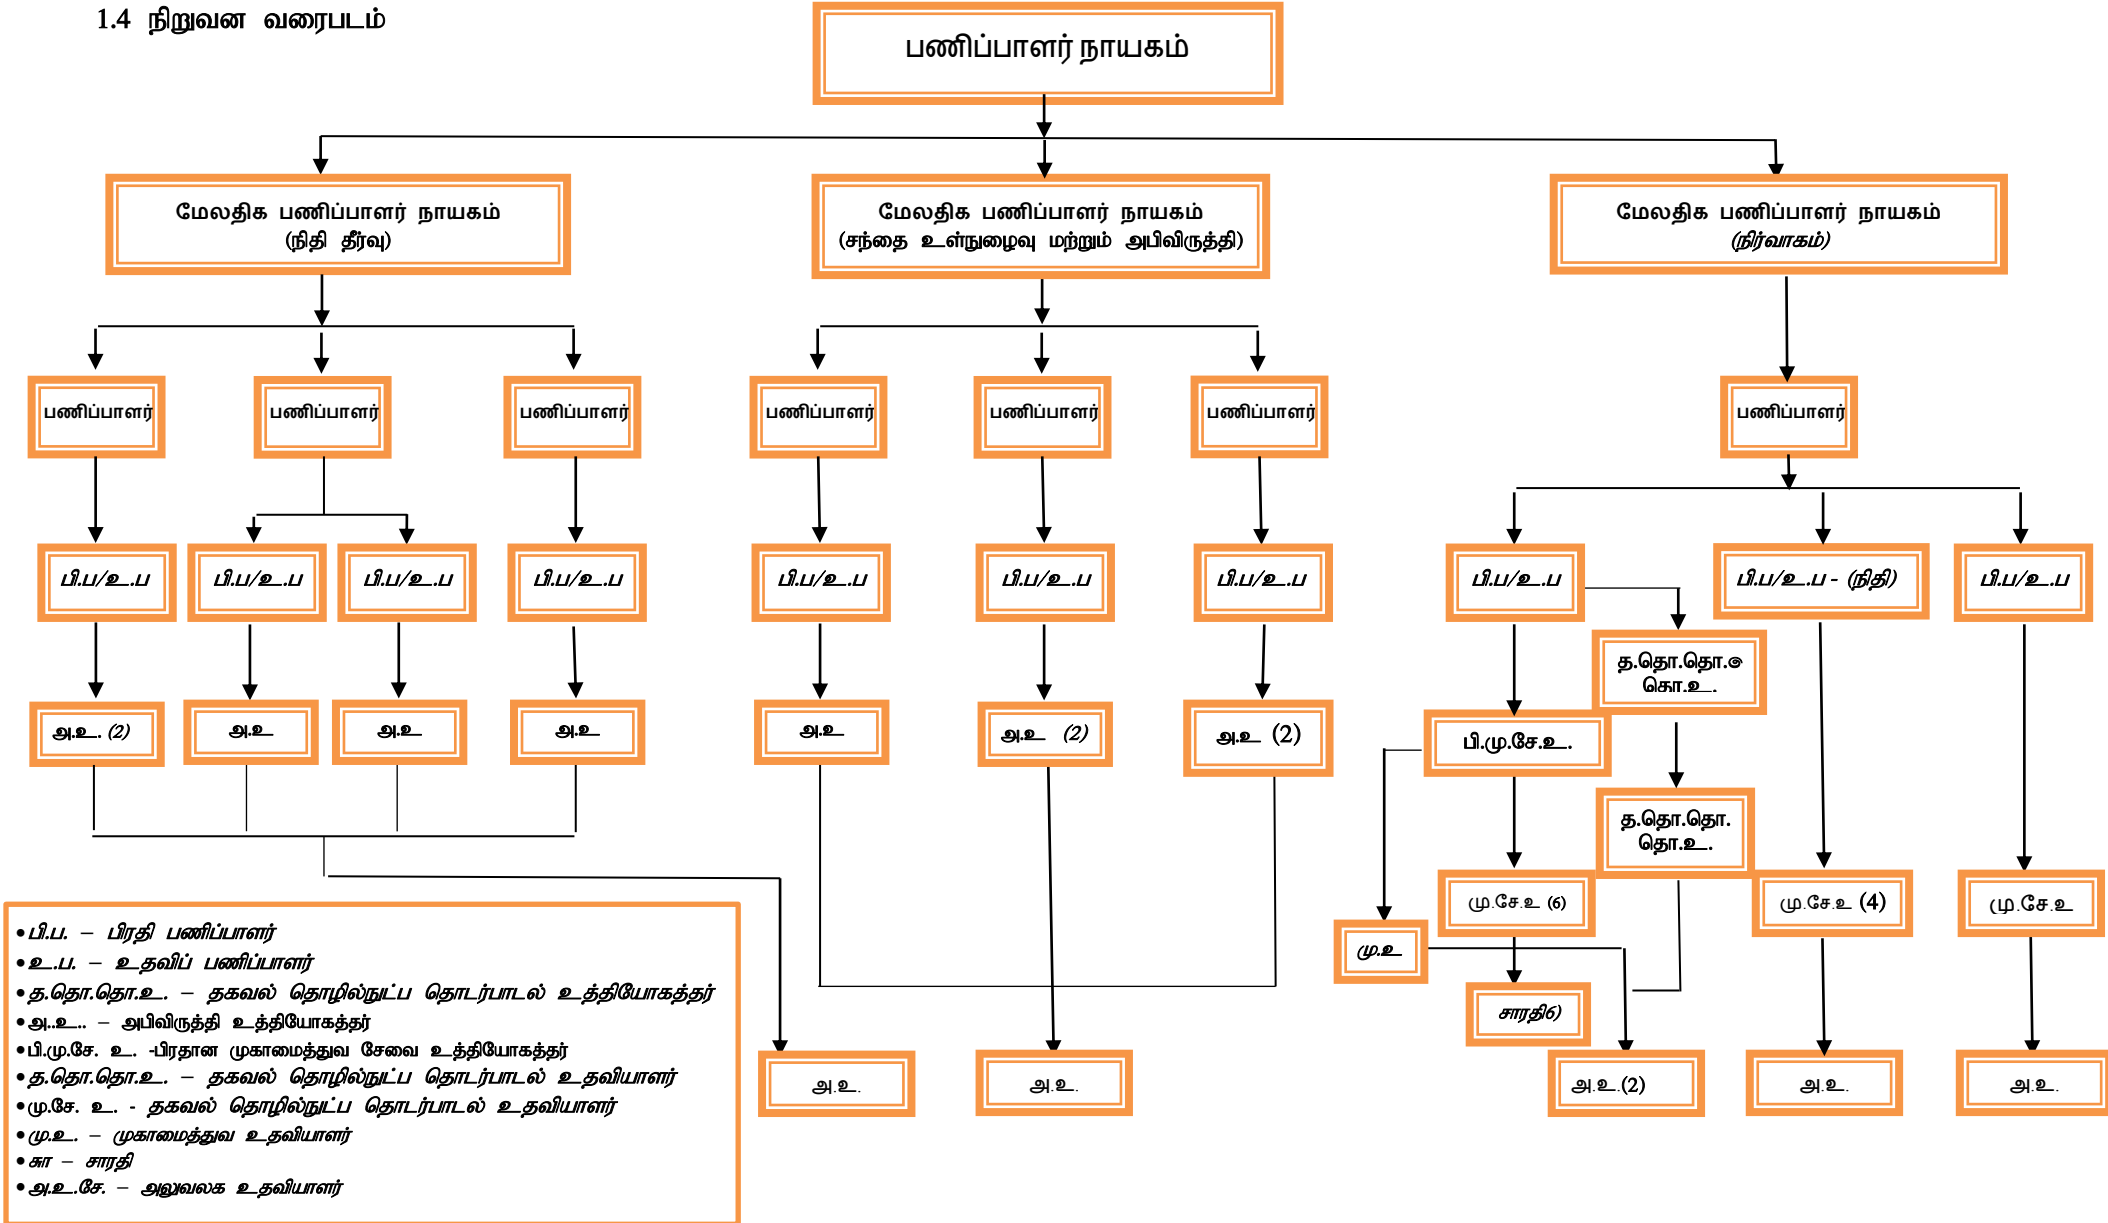 1.4 நிறுவன வரைபடம்
பணிப்பாளர் நாயகம்
மேலதிக பணிப்பாளர் நாயகம்
(நிதி தீர்வு)
மேலதிக பணிப்பாளர் நாயகம்
(சந்தை உள்நுழைவு மற்றும் அபிவிருத்தி)
மேலதிக பணிப்பாளர் நாயகம்
(நிர்வாகம்)
பணிப்பாளர்
பணிப்பாளர்
பணிப்பாளர்
பணிப்பாளர்
பணிப்பாளர்
பணிப்பாளர்
பணிப்பாளர்
பி.ப/உ.ப
பி.ப/உ.ப
பி.ப/உ.ப
பி.ப/உ.ப
பி.ப/உ.ப
பி.ப/உ.ப
பி.ப/உ.ப
பி.ப/உ.ப
பி.ப/உ.ப - (நிதி)
பி.ப/உ.ப
த.தொ.தொ.
தொ.உ.
அ.உ. (2)
அ.உ
அ.உ
அ.உ
அ.உ
அ.உ (2)
அ.உ (2)
பி.மு.சே.உ.
த.தொ.தொ.
தொ.உ.
மு.சே.உ (6)
மு.சே.உ (4)
மு.சே.உ
மு.உ
சாரதி6)
அ.உ.
அ.உ.
அ.உ.(2)
அ.உ.
அ.உ.
•பி.ப. – பிரதி பணிப்பாளர்
•உ.ப. – உதவிப் பணிப்பாளர்
•த.தொ.தொ.உ. – தகவல் தொழில்நுட்ப தொடர்பாடல் உத்தியோகத்தர்
•அ..உ.. – அபிவிருத்தி உத்தியோகத்தர்
•பி.மு.சே. உ. -பிரதான முகாமைத்துவ சேவை உத்தியோகத்தர்
•த.தொ.தொ.உ. – தகவல் தொழில்நுட்ப தொடர்பாடல் உதவியாளர்
•மு.சே. உ. - தகவல் தொழில்நுட்ப தொடர்பாடல் உதவியாளர்
•மு.உ. – முகாமைத்துவ உதவியாளர்
•சுா – சாரதி
•அ.உ.சே. – அலுவலக உதவியாளர்